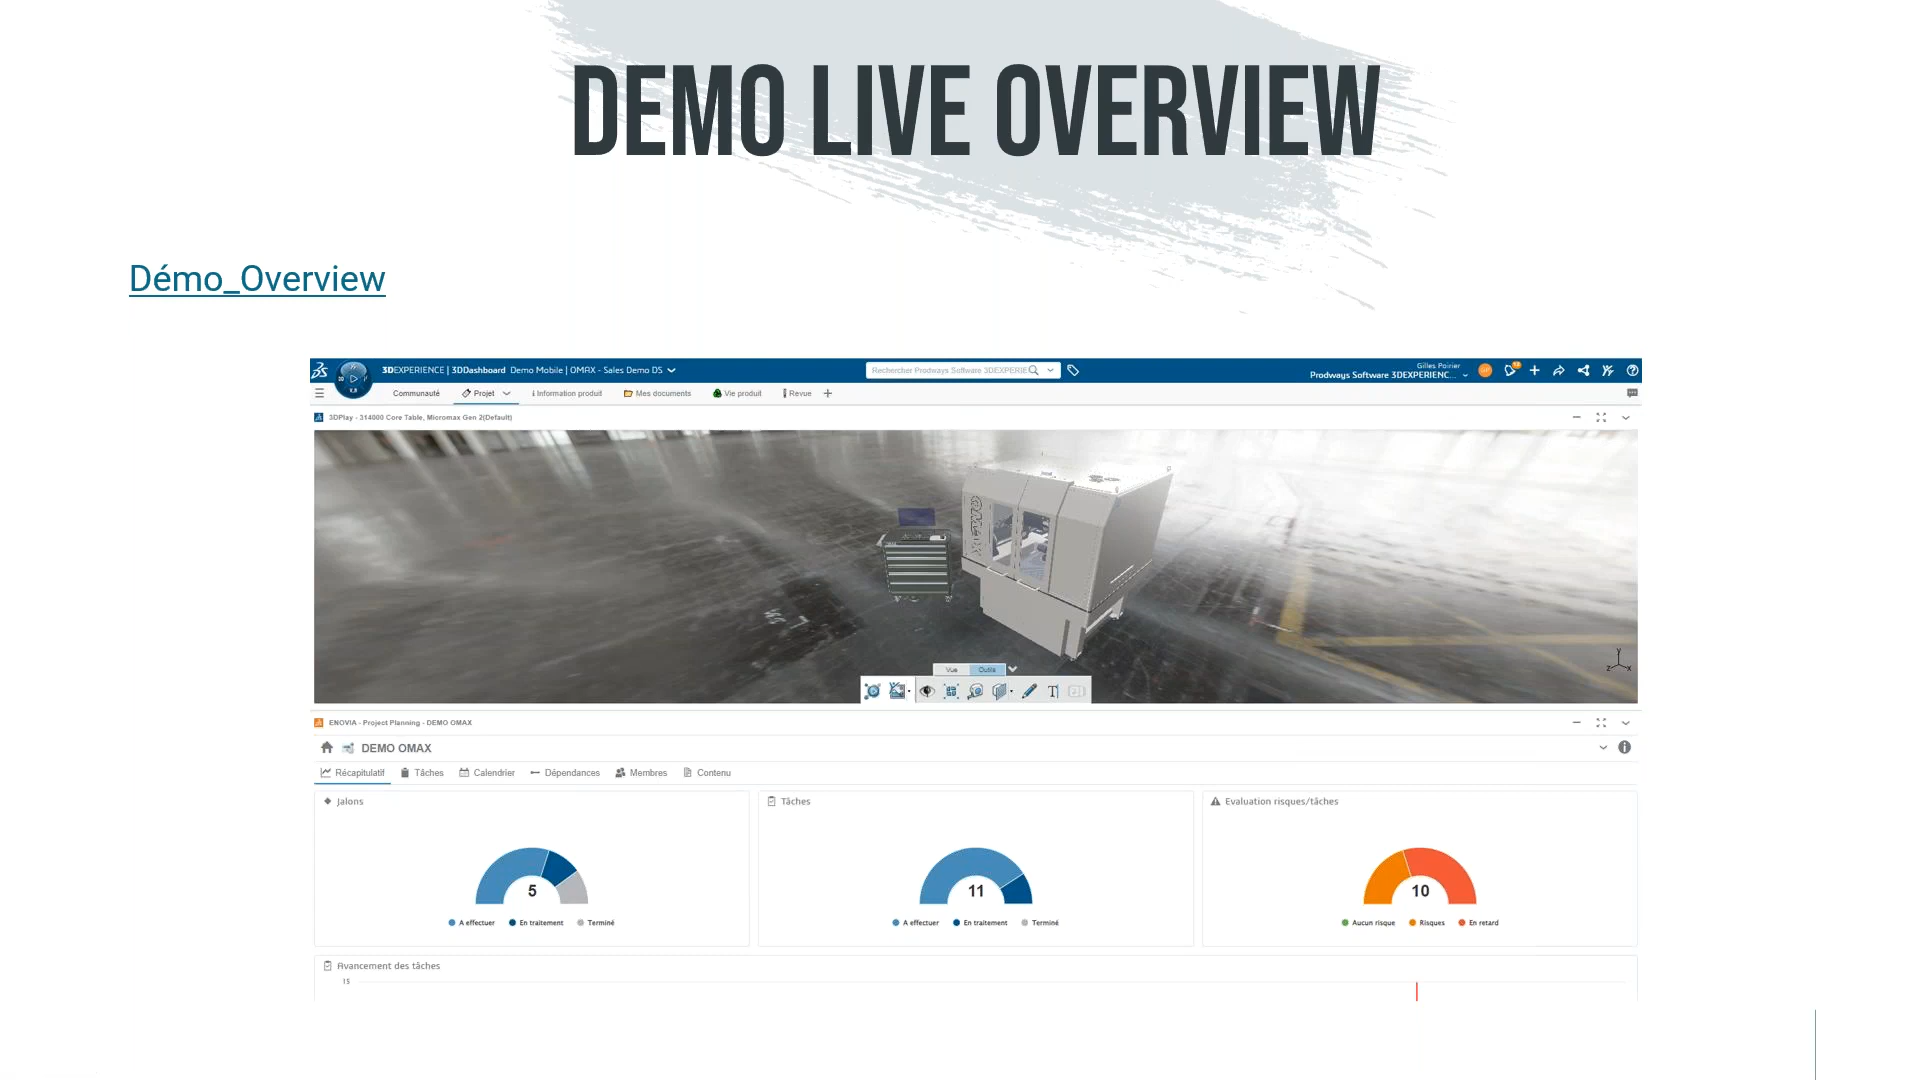 DEMO LIVE OVERVIEW
Démo_Overview
3DEXPERIENCE | 3DDashboard Demo Mobile | OMAX - Sales Demo DS
Rechercher Prodways Software 3DEXPERIE
Gilles Poirier
Prodways Software 3DEXPERIENC...
Communauté Projet Information produit Mes documents Vie produit Revue
3DPlay - 314000 Core Table, Micromax Gen 2(Default)
OMAX
Vue Outils
ENOVIA - Project Planning - DEMO OMAX
DEMO OMAX
Récapitulatif Tâches Calendrier Dépendances Membres Contenu
Jalons
5
A effectuer En traitement Terminé
Tâches
11
A effectuer En traitement Terminé
Evaluation risques/tâches
10
Aucun risque Risques En retard
Avancement des tâches
15